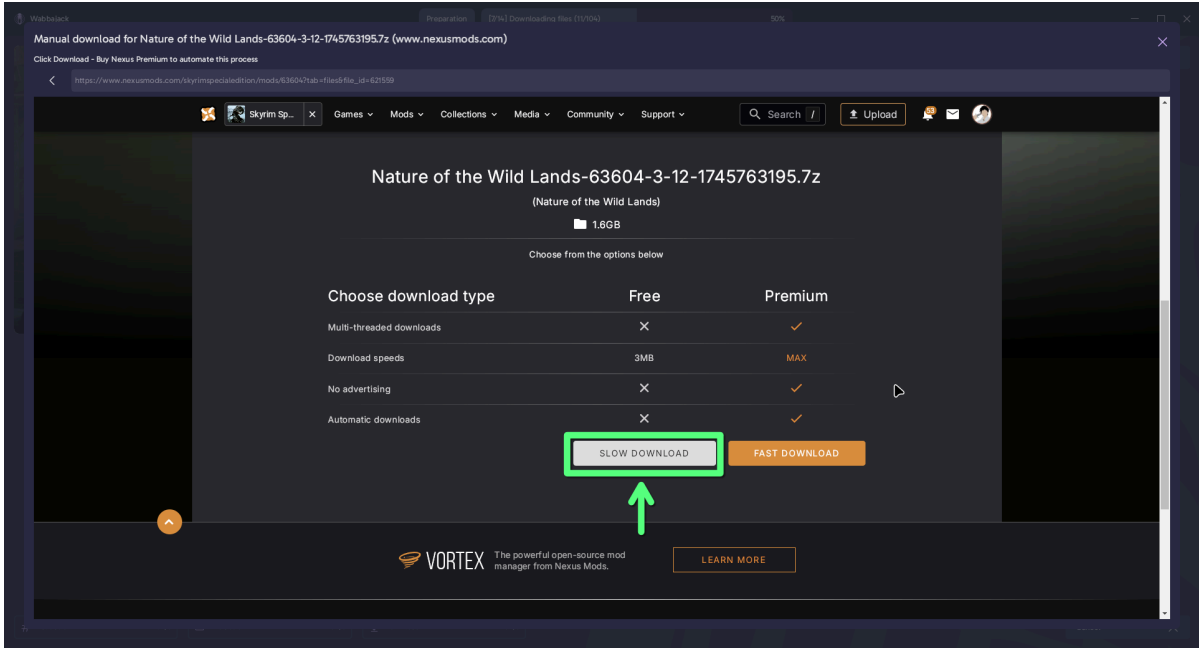 Wabbajack
Preparation [7/14] Downloading files (11/104) 50%
Manual download for Nature of the Wild Lands-63604-3-12-1745763195.7z (www.nexusmods.com)
Click Download - Buy Nexus Premium to automate this process
https://www.nexusmods.com/skyrimspecialedition/mods/63604?tab=files&file_id=621559
Skyrim Sp... Games Mods Collections Media Community Support Search / Upload 53
Nature of the Wild Lands-63604-3-12-1745763195.7z
(Nature of the Wild Lands)
1.6GB
Choose from the options below
Choose download type Free Premium
Multi-threaded downloads
Download speeds 3MB MAX
No advertising
Automatic downloads
SLOW DOWNLOAD FAST DOWNLOAD
VORTEX The powerful open-source mod
manager from Nexus Mods.
LEARN MORE